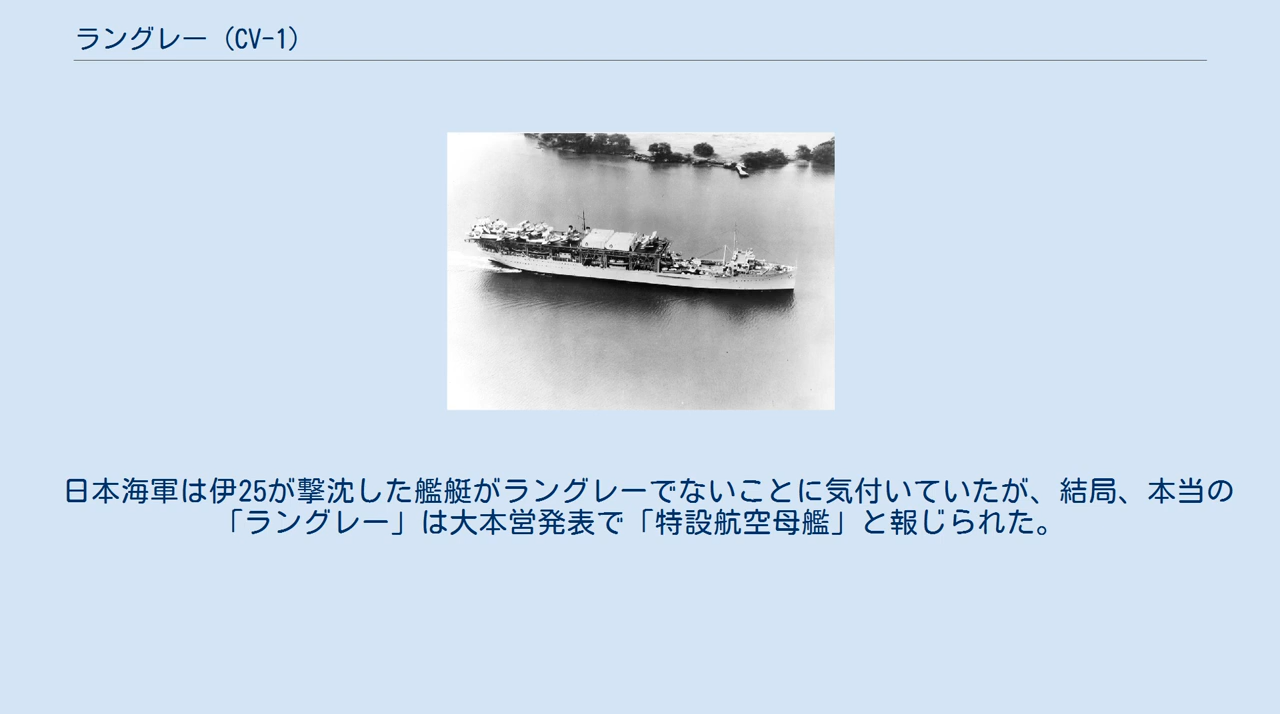 ラングレー（CV-1）
日本海軍は伊25が撃沈した艦艇がラングレーでないことに気付いていたが、結局、本当の
「ラングレー」は大本営発表で「特設航空母艦」と報じられた。